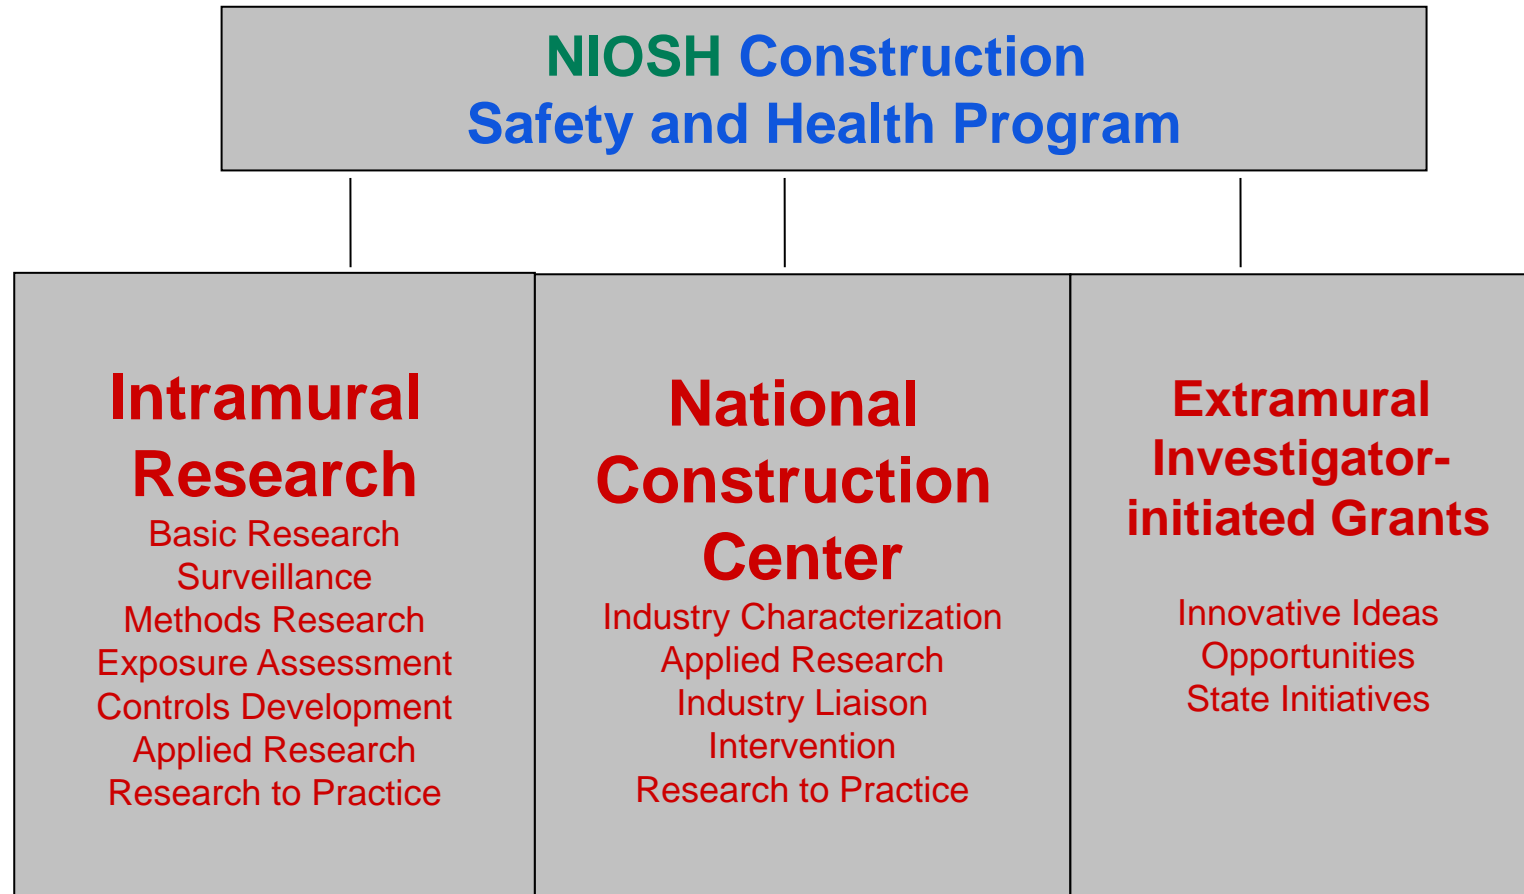 NIOSH Construction
Safety and Health Program
Intramural
Research
Basic Research
Surveillance
Methods Research
Exposure Assessment
Controls Development
Applied Research
Research to Practice
National
Construction
Center
Industry Characterization
Applied Research
Industry Liaison
Intervention
Research to Practice
Extramural
Investigator-
initiated Grants
Innovative Ideas
Opportunities
State Initiatives